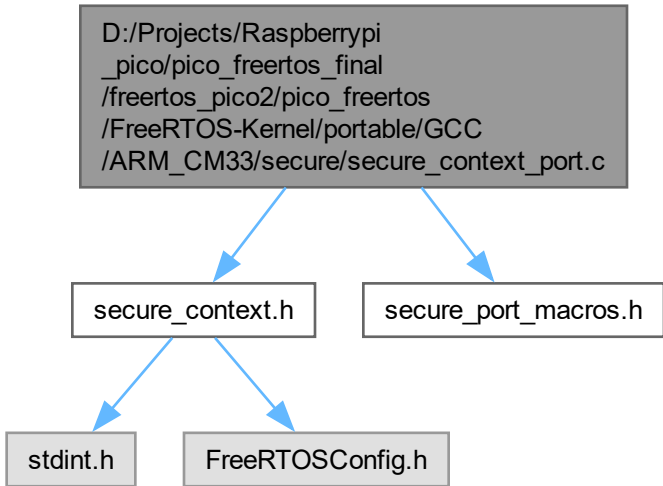 D:/Projects/Raspberrypi
_pico/pico_freertos_final
/freertos_pico2/pico_freertos
/FreeRTOS-Kernel/portable/GCC
/ARM_CM33/secure/secure_context_port.c
secure_context.h
secure_port_macros.h
stdint.h
FreeRTOSConfig.h